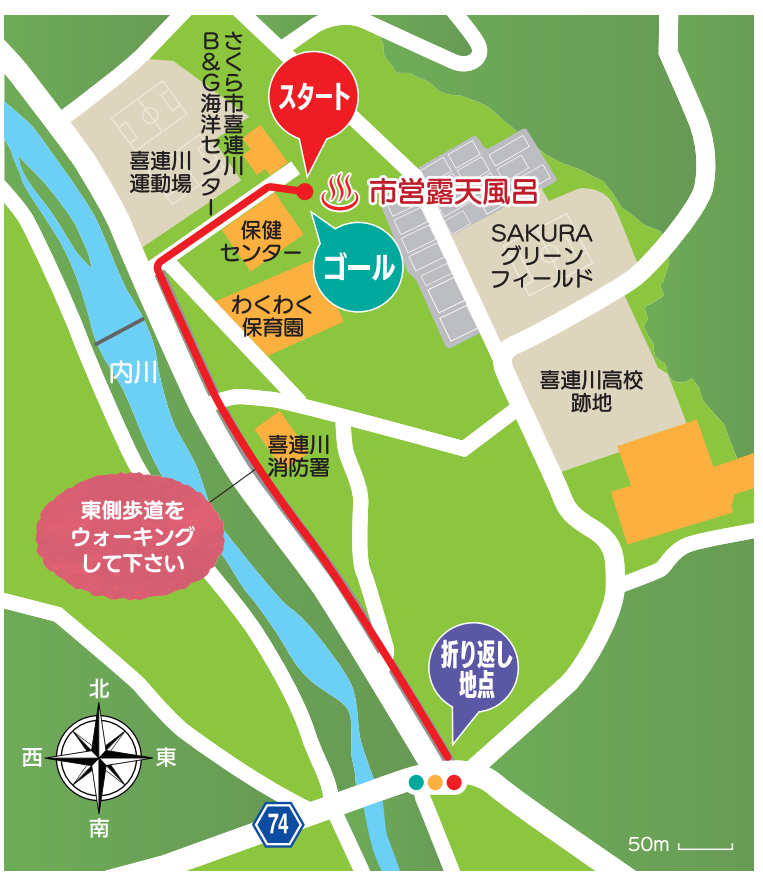 さくら市喜連川
B&G海洋センター
スタート
喜連川
運動場
市営露天風呂
保健
センター
ゴール
SAKURA
グリーン
フィールド
わくわく
保育園
内川
喜連川高校
跡地
喜連川
消防署
東側歩道を
ウォーキング
して下さい
折り返し
地点
北
西
東
南
74
50m